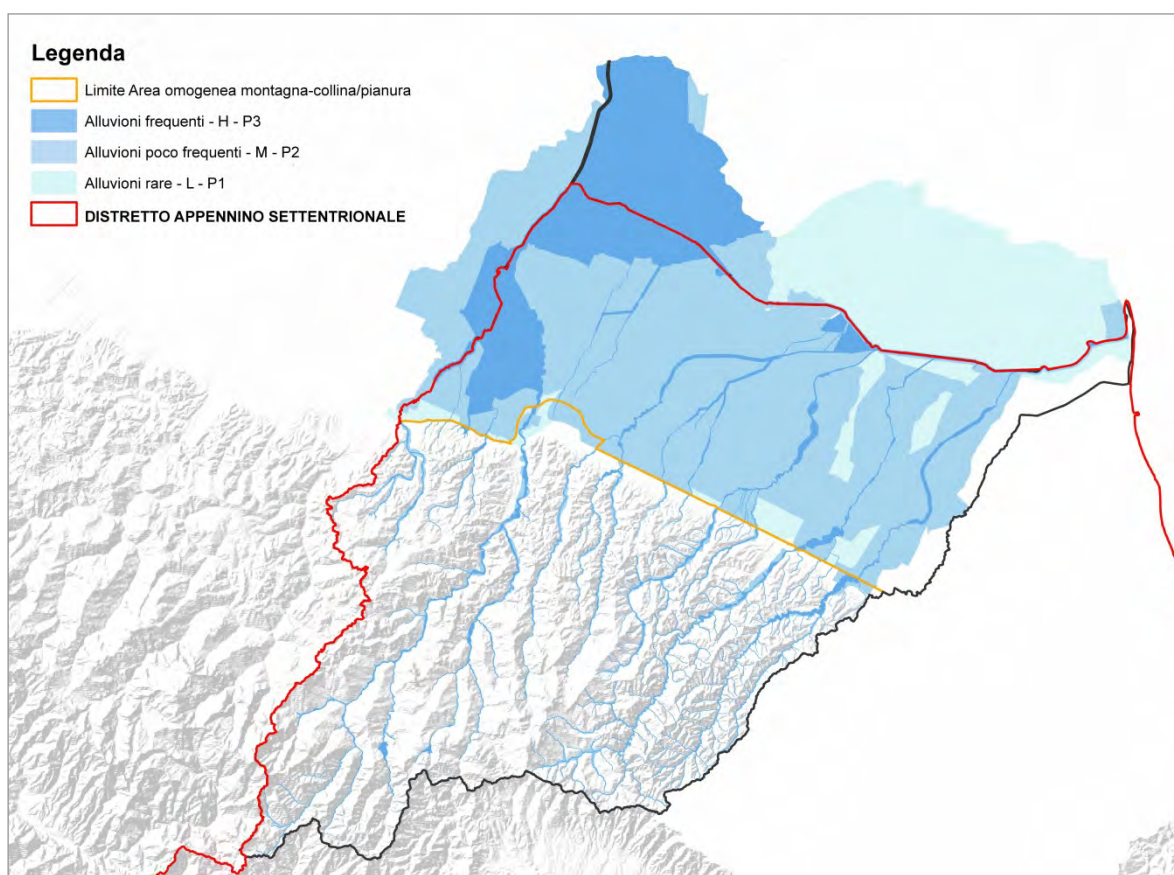 Legenda
Limite Area omogenea montagna-collina/pianura
Alluvioni frequenti - H - P3
Alluvioni poco frequenti - M - P2
Alluvioni rare - L - P1
DISTRETTO APPENNINO SETTENTRIONALE